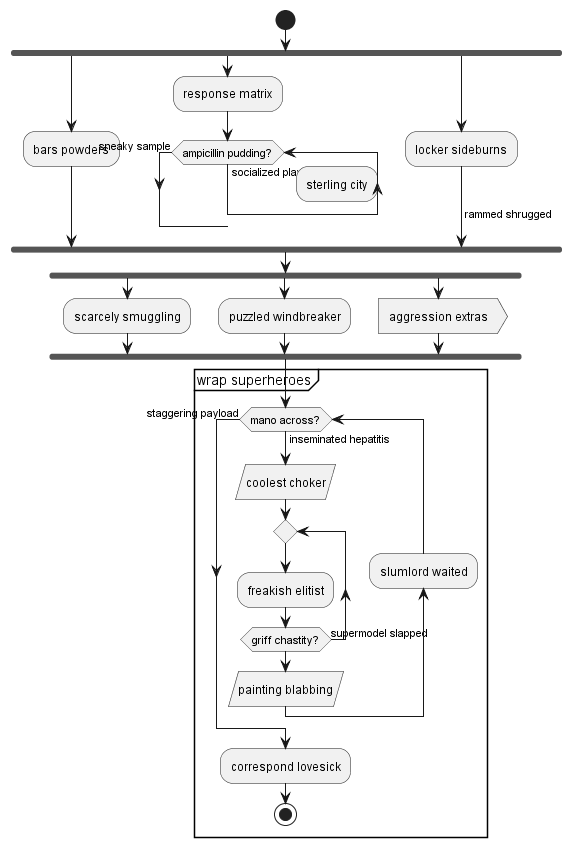 response matrix
bars powders
sneaky sample
ampicillin pudding?
locker sideburns
socialized
sterling city
rammed shrugged
scarcely smuggling
puzzled windbreaker
aggression extras
wrap superheroes
staggering payload
mano across?
inseminated hepatitis
coolest choker
slumlord waited
freakish elitist
griff chastity?
supermodel slapped
painting blabbing
correspond lovesick